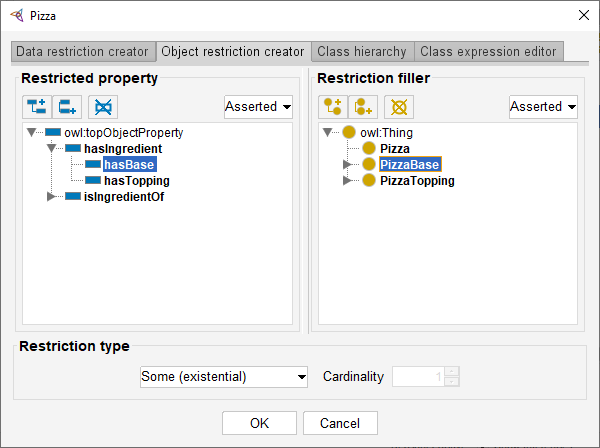 Pizza
Data restriction creator Object restriction creator Class hierarchy Class expression editor
Restricted property
Asserted
owl:topObjectProperty
hasIngredient
hasBase
hasTopping
isIngredientOf
Restriction filler
Asserted
owl:Thing
Pizza
PizzaBase
PizzaTopping
Restriction type
Some (existential) Cardinality 1
OK Cancel